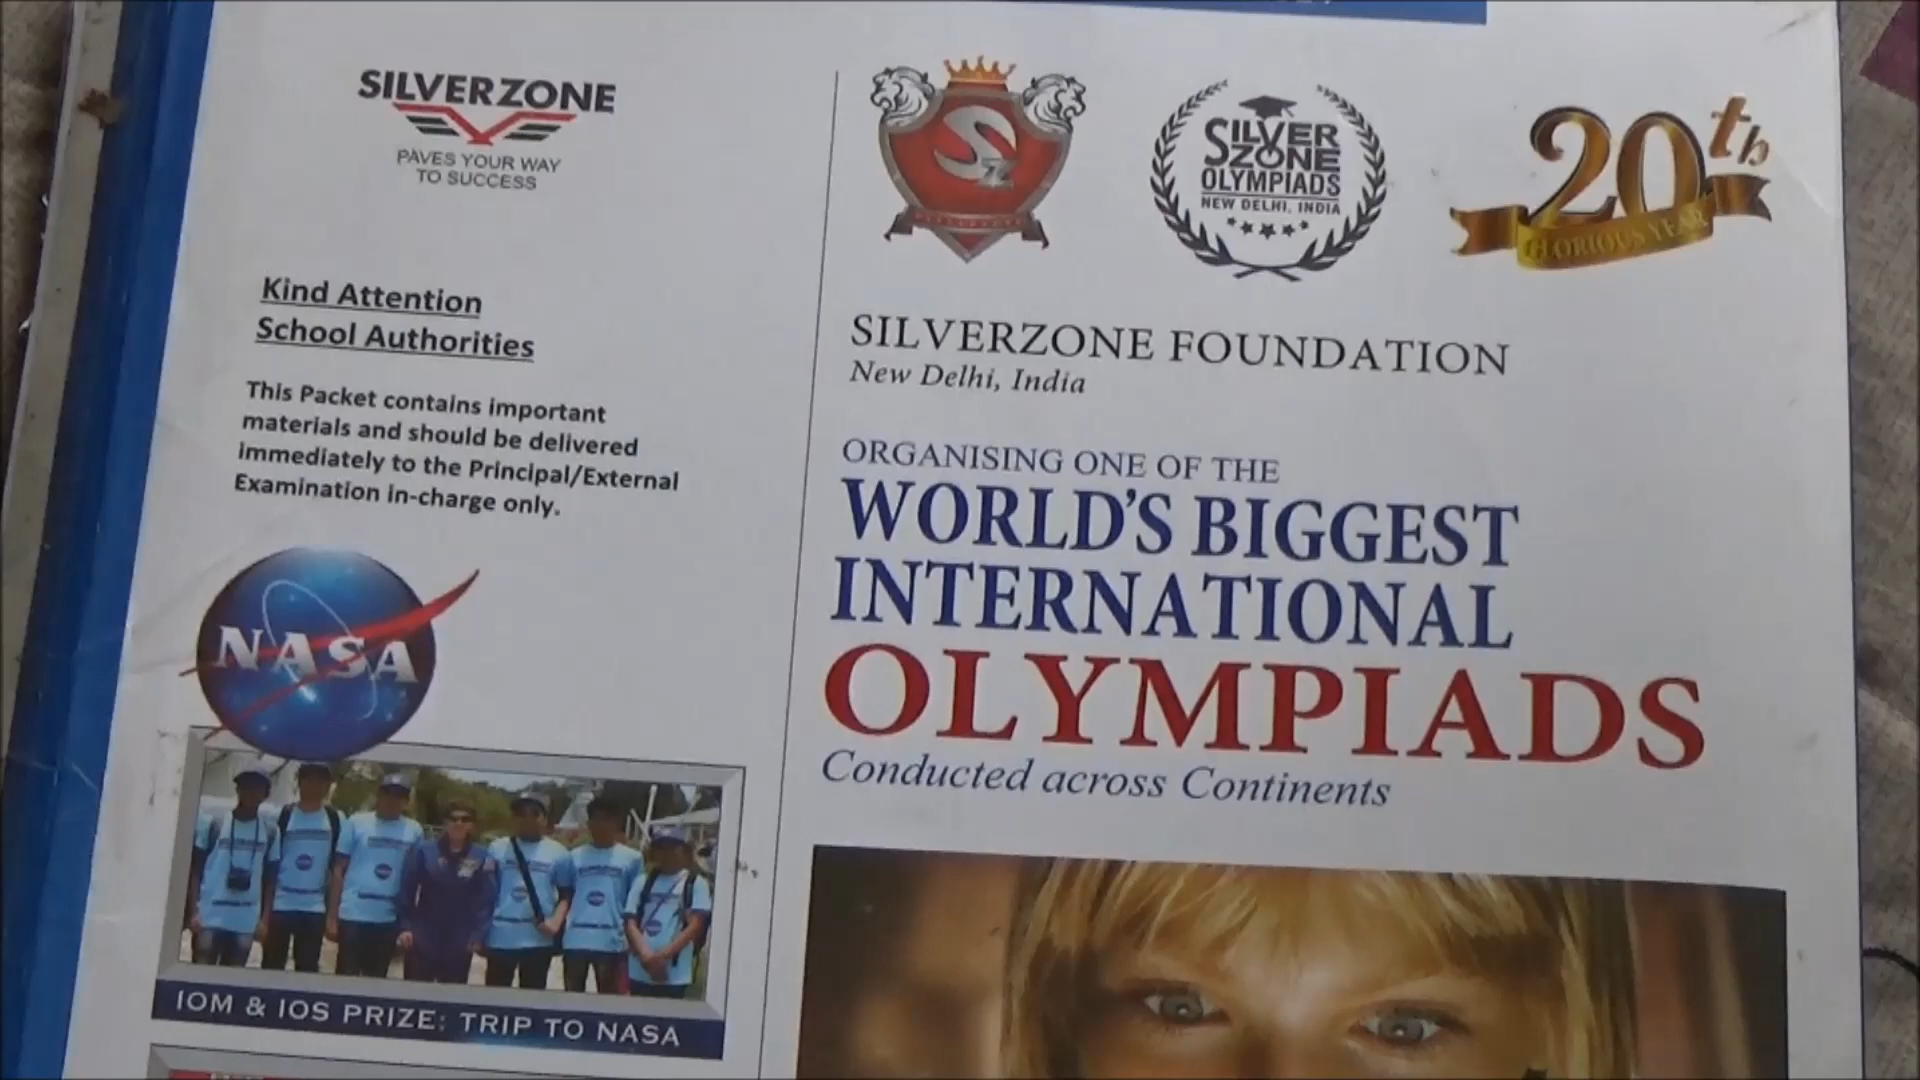 SILVERZONE
PAVES YOUR WAY
TO SUCCESS
Kind Attention
School Authorities
This Packet contains important
materials and should be delivered
immediately to the Principal/External
Examination in-charge only.
NASA
IOM & IOS PRIZE: TRIP TO NASA
SZ
SILVER
ZONE
OLYMPIADS
NEW DELHI, INDIA
20th
GLORIOUS YEAR
SILVERZONE FOUNDATION
New Delhi, India
ORGANISING ONE OF THE
WORLD'S BIGGEST
INTERNATIONAL
OLYMPIADS
Conducted across Continents